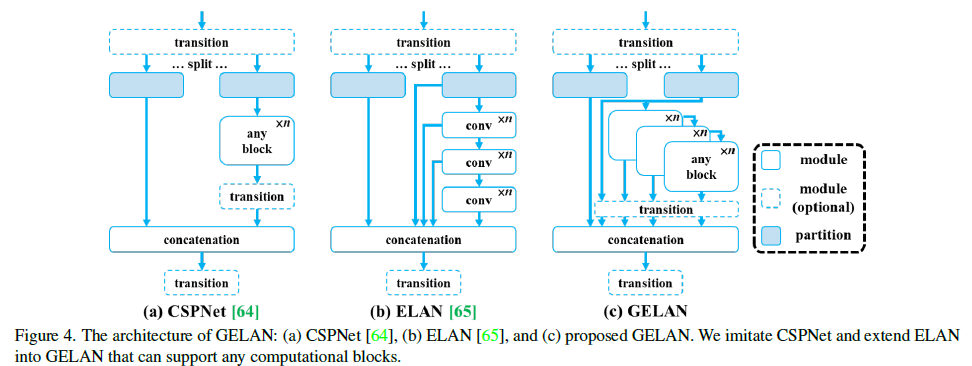 transition
... split ...
×n
any
block
transition
concatenation
transition
(a) CSPNet [64]
transition
... split ...
conv ×n
conv ×n
conv ×n
concatenation
transition
(b) ELAN [65]
transition
... split ...
×n
×n
×n
any
block
transition
concatenation
transition
(c) GELAN
module
module
(optional)
partition
Figure 4. The architecture of GELAN: (a) CSPNet [64], (b) ELAN [65], and (c) proposed GELAN. We imitate CSPNet and extend ELAN
into GELAN that can support any computational blocks.